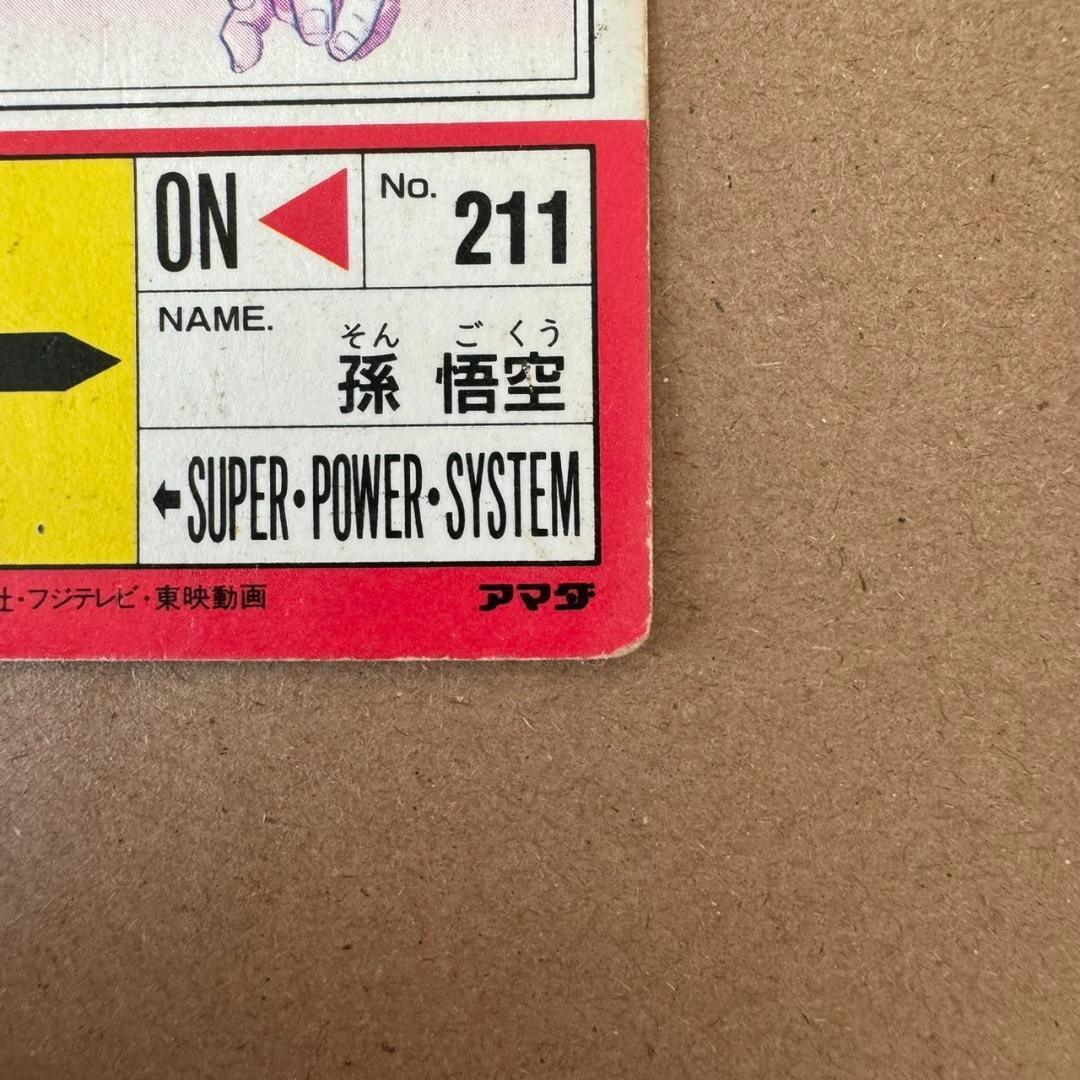 ON
No. 211
NAME.
そん ご くう
孫 悟空
←SUPER・POWER・SYSTEM
社・フジテレビ・東映動画
アマダ